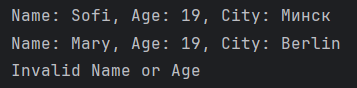 Name: Sofi, Age: 19, City: Минск
Name: Mary, Age: 19, City: Berlin
Invalid Name or Age